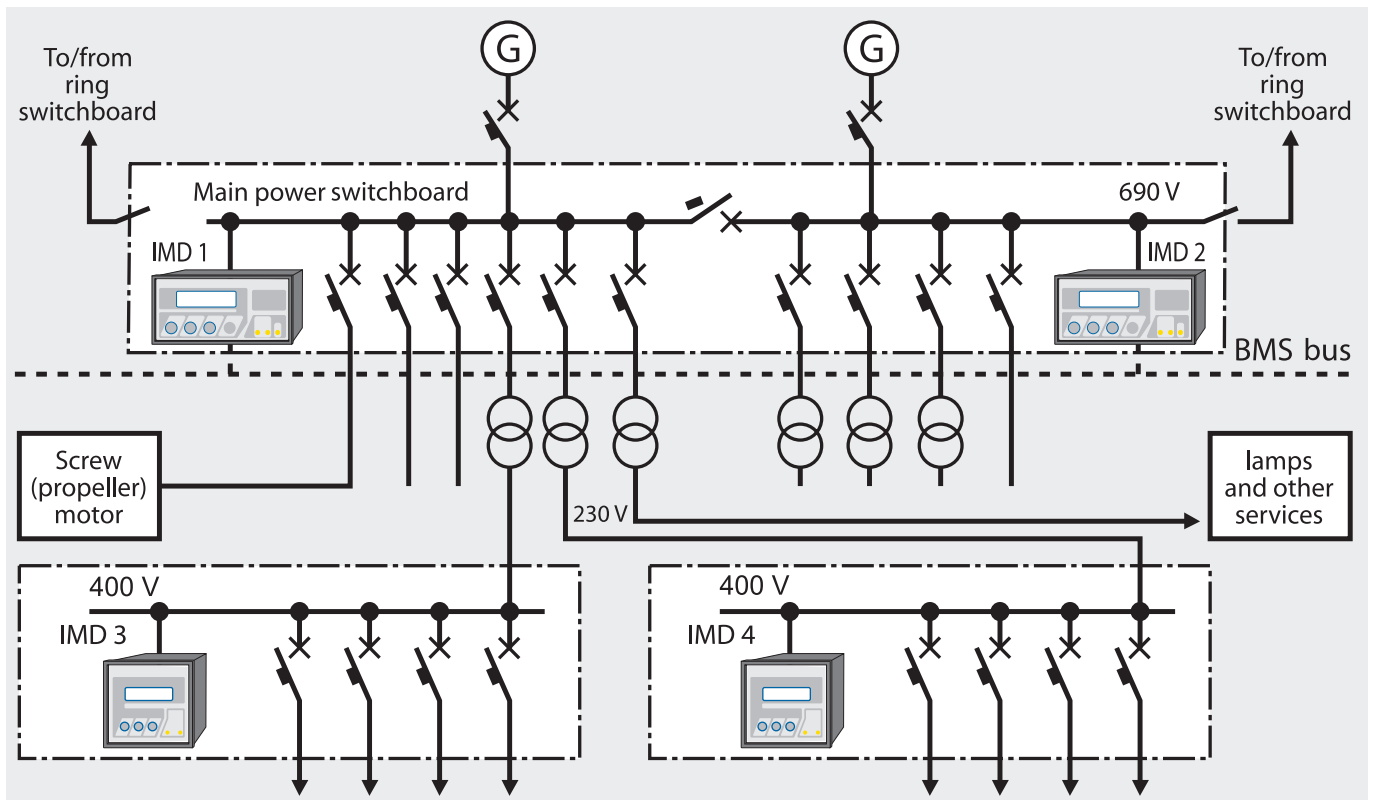 To/from
ring
switchboard
G
G
To/from
ring
switchboard
Main power switchboard
690 V
IMD 1
IMD 2
BMS bus
Screw
(propeller)
motor
lamps
and other
services
230 V
400 V
IMD 3
400 V
IMD 4